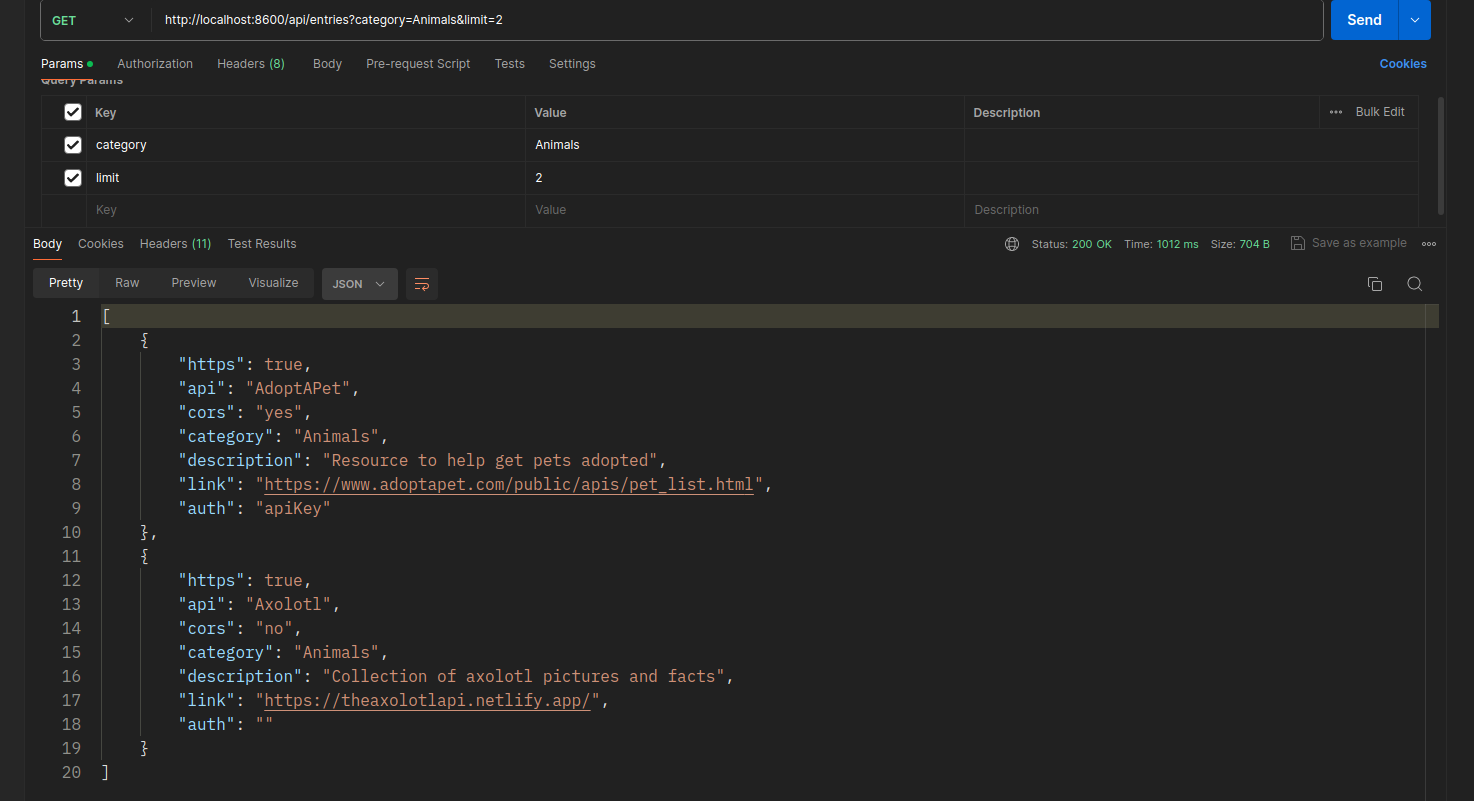 GET http://localhost:8600/api/entries?category=Animals&limit=2 Send
Params Authorization Headers (8) Body Pre-request Script Tests Settings Cookies
Query Params
Key Value Description ••• Bulk Edit
category Animals
limit 2
Key Value Description
Body Cookies Headers (11) Test Results Status: 200 OK Time: 1012 ms Size: 704 B Save as example
Pretty Raw Preview Visualize JSON
1 [
2 {
3 "https": true,
4 "api": "AdoptAPet",
5 "cors": "yes",
6 "category": "Animals",
7 "description": "Resource to help get pets adopted",
8 "link": "https://www.adoptapet.com/public/apis/pet_list.html",
9 "auth": "apiKey"
10 },
11 {
12 "https": true,
13 "api": "Axolotl",
14 "cors": "no",
15 "category": "Animals",
16 "description": "Collection of axolotl pictures and facts",
17 "link": "https://theaxolotlapi.netlify.app/",
18 "auth": ""
19 }
20 ]